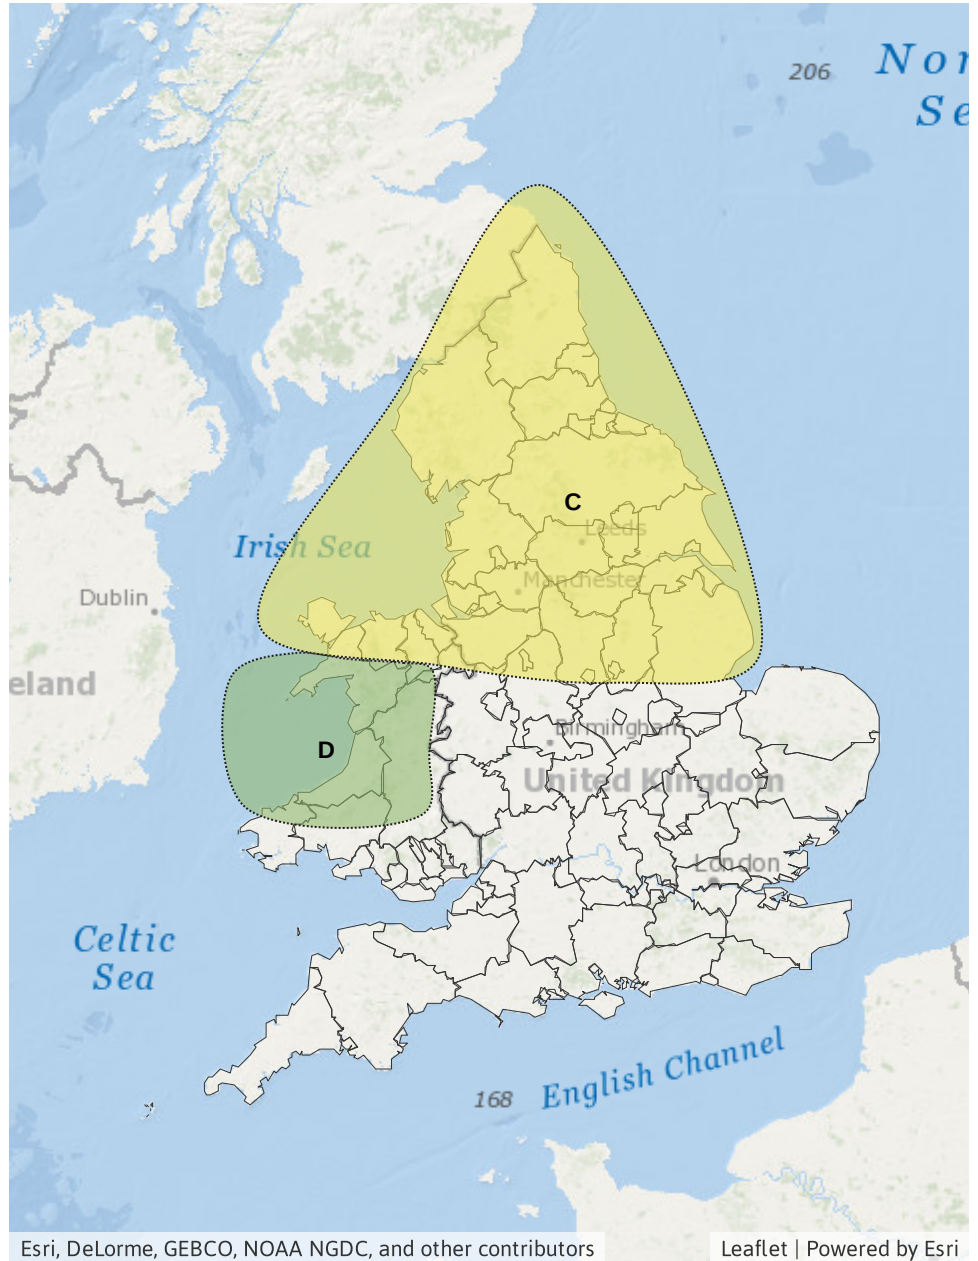 206
Nor
Se
C
Leeds
Irish Sea
Manchester
Dublin
eland
D
Birmingham
United Kingdom
London
Celtic
Sea
English Channel
168
Esri, DeLorme, GEBCO, NOAA NGDC, and other contributors
Leaflet | Powered by Esri